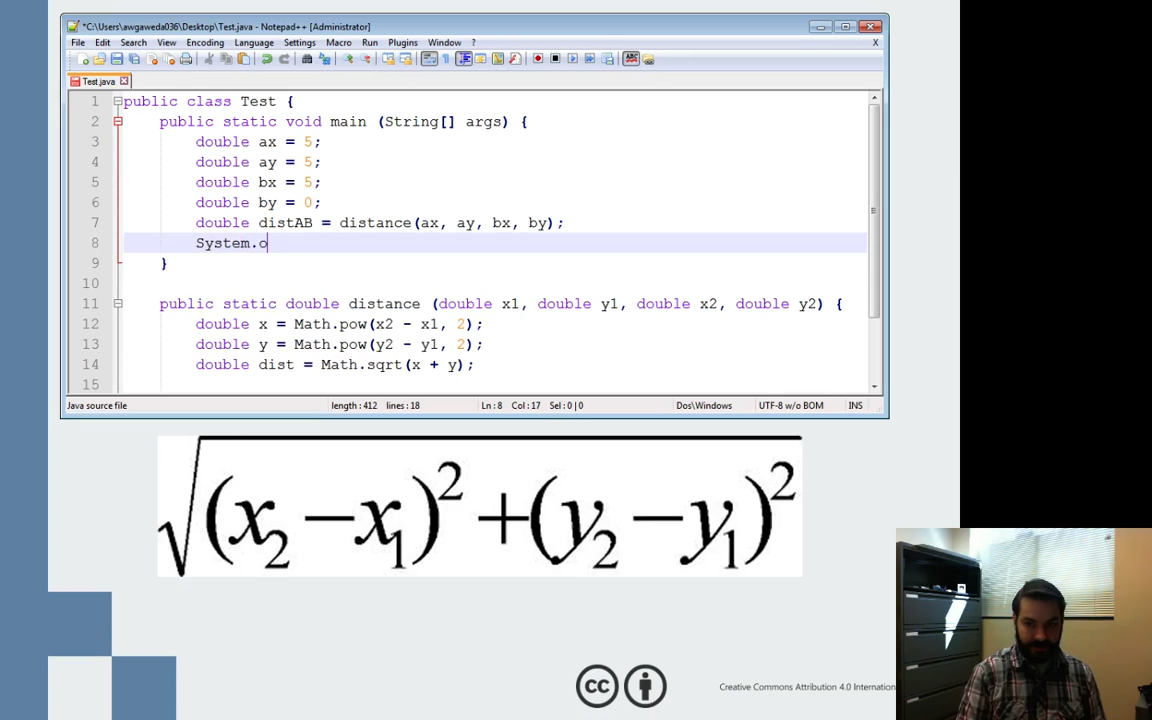 *C:\Users\awgaweda036\Desktop\Test.java - Notepad++ [Administrator]
File Edit Search View Encoding Language Settings Macro Run Plugins Window ? X
Test.java
1 public class Test {
2 public static void main (String[] args) {
3 double ax = 5;
4 double ay = 5;
5 double bx = 5;
6 double by = 0;
7 double distAB = distance(ax, ay, bx, by);
8 System.o
9 }
10
11 public static double distance (double x1, double y1, double x2, double y2) {
12 double x = Math.pow(x2 - x1, 2);
13 double y = Math.pow(y2 - y1, 2);
14 double dist = Math.sqrt(x + y);
15
Java source file length : 412 lines : 18 Ln : 8 Col : 17 Sel : 0 | 0 Dos\Windows UTF-8 w/o BOM INS
√(x₂−x₁)²+(y₂−y₁)²
cc
Creative Commons Attribution 4.0 Internation